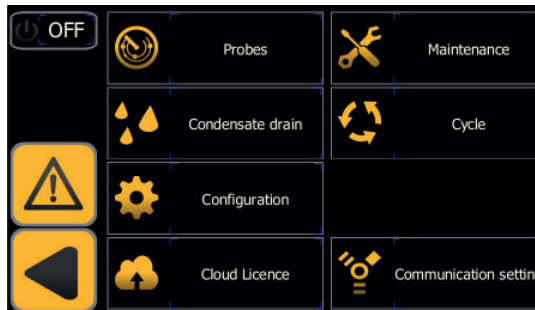 OFF
Probes
Maintenance
Condensate drain
Cycle
Configuration
Cloud Licence
Communication settin